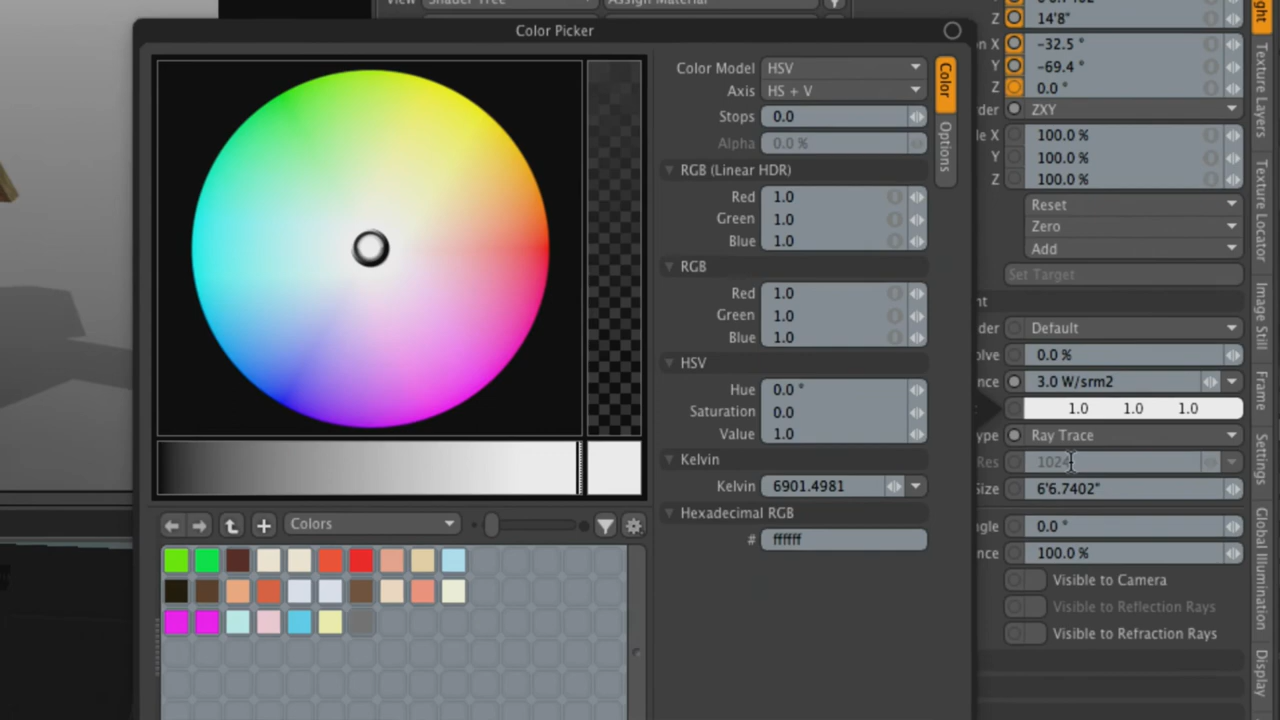 View
Shader Tree
Assign Material
Color Picker
Color
Options
Color Model HSV
Axis HS + V
Stops 0.0
Alpha 0.0 %
RGB (Linear HDR)
Red 1.0
Green 1.0
Blue 1.0
RGB
Red 1.0
Green 1.0
Blue 1.0
HSV
Hue 0.0 °
Saturation 0.0
Value 1.0
Kelvin
Kelvin 6901.4981
Hexadecimal RGB
# ffffff
Colors
Z 14'8"
X -32.5 °
Y -69.4 °
Z 0.0 °
ZXY
X 100.0 %
Y 100.0 %
Z 100.0 %
Reset
Zero
Add
Set Target
Default
0.0 %
3.0 W/srm2
1.0 1.0 1.0
Ray Trace
Res 1024
Size 6'6.7402"
0.0 °
100.0 %
Visible to Camera
Visible to Reflection Rays
Visible to Refraction Rays
Texture Layers
Texture Locator
Image Still
Frame
Settings
Global Illumination
Display